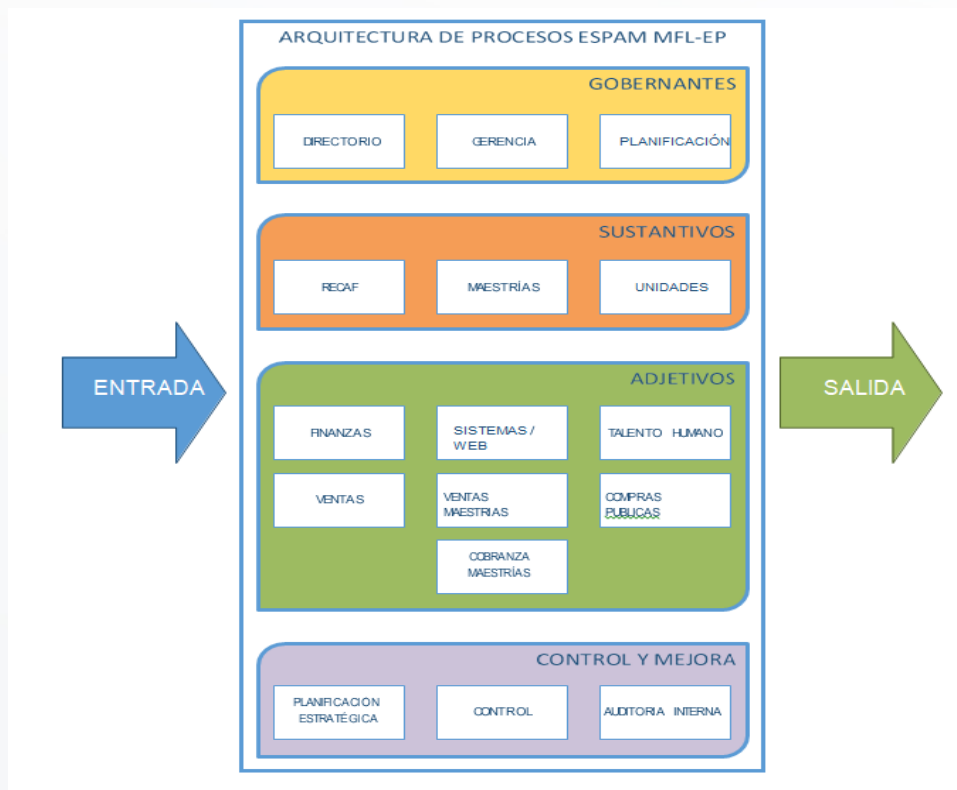 ARQUITECTURA DE PROCESOS ESPAM MFL-EP
GOBERNANTES
DIRECTORIO
GERENCIA
PLANIFICACIÓN
SUSTANTIVOS
RECAF
MAESTRÍAS
UNIDADES
ENTRADA
ADJETIVOS
FINANZAS
SISTEMAS /
WEB
TALENTO HUMANO
VENTAS
VENTAS
MAESTRIAS
COMPRAS
PUBLICAS
COBRANZA
MAESTRÍAS
SALIDA
CONTROL Y MEJORA
PLANIFICACIÓN
ESTRATÉGICA
CONTROL
AUDITORIA INTERNA